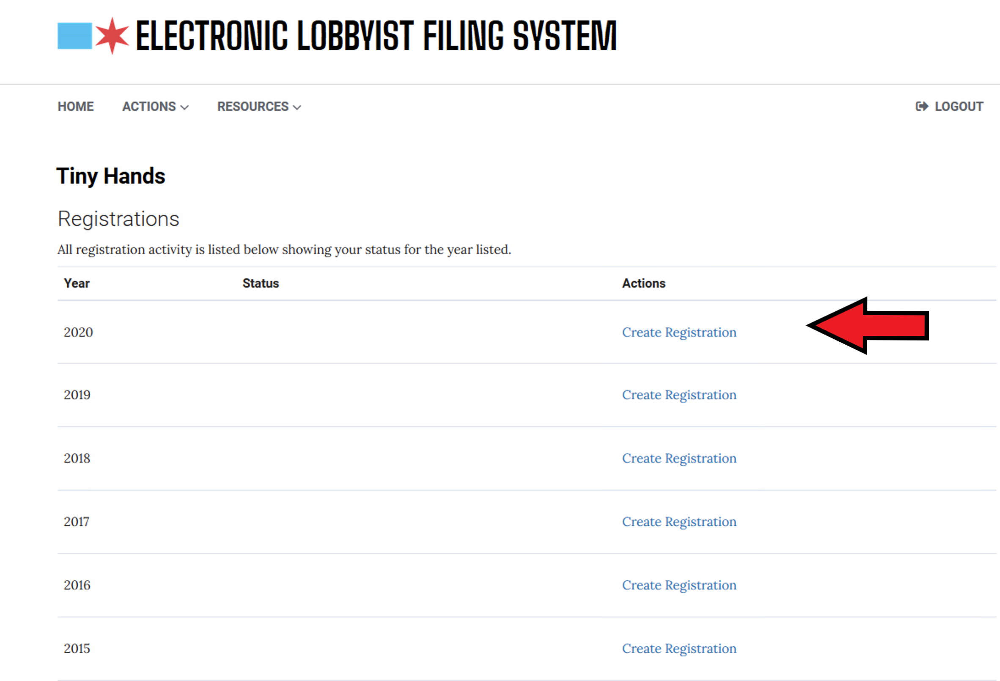 ELECTRONIC LOBBYIST FILING SYSTEM
HOME ACTIONS RESOURCES LOGOUT
Tiny Hands
Registrations
All registration activity is listed below showing your status for the year listed.
Year Status Actions
2020 Create Registration
2019 Create Registration
2018 Create Registration
2017 Create Registration
2016 Create Registration
2015 Create Registration